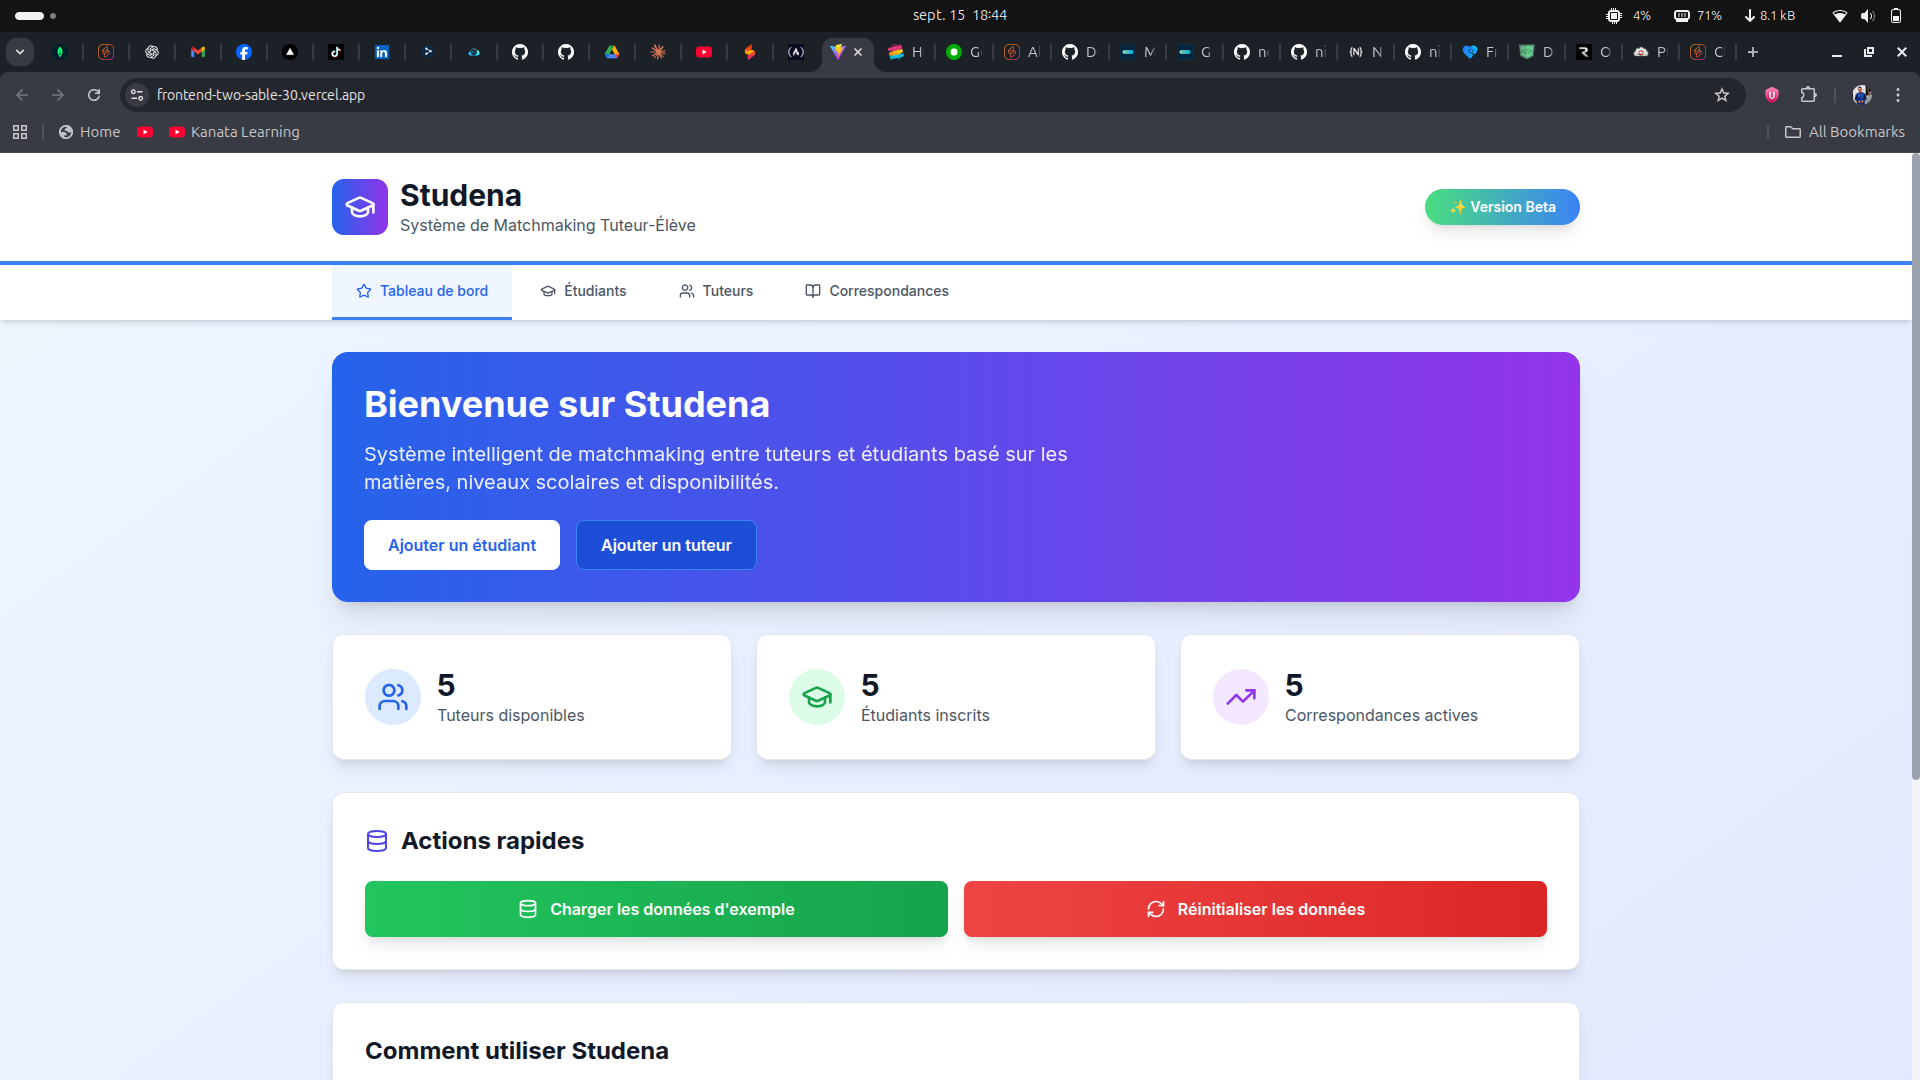 sept. 15 18:44
4%
71%
8.1 kB
H
G
A
D
M
G
n
n
N
n
F
D
O
P
C
frontend-two-sable-30.vercel.app
Home
Kanata Learning
All Bookmarks
Studena
Système de Matchmaking Tuteur-Élève
✨ Version Beta
Tableau de bord
Étudiants
Tuteurs
Correspondances
Bienvenue sur Studena
Système intelligent de matchmaking entre tuteurs et étudiants basé sur les
matières, niveaux scolaires et disponibilités.
Ajouter un étudiant
Ajouter un tuteur
5
Tuteurs disponibles
5
Étudiants inscrits
5
Correspondances actives
Actions rapides
Charger les données d'exemple
Réinitialiser les données
Comment utiliser Studena